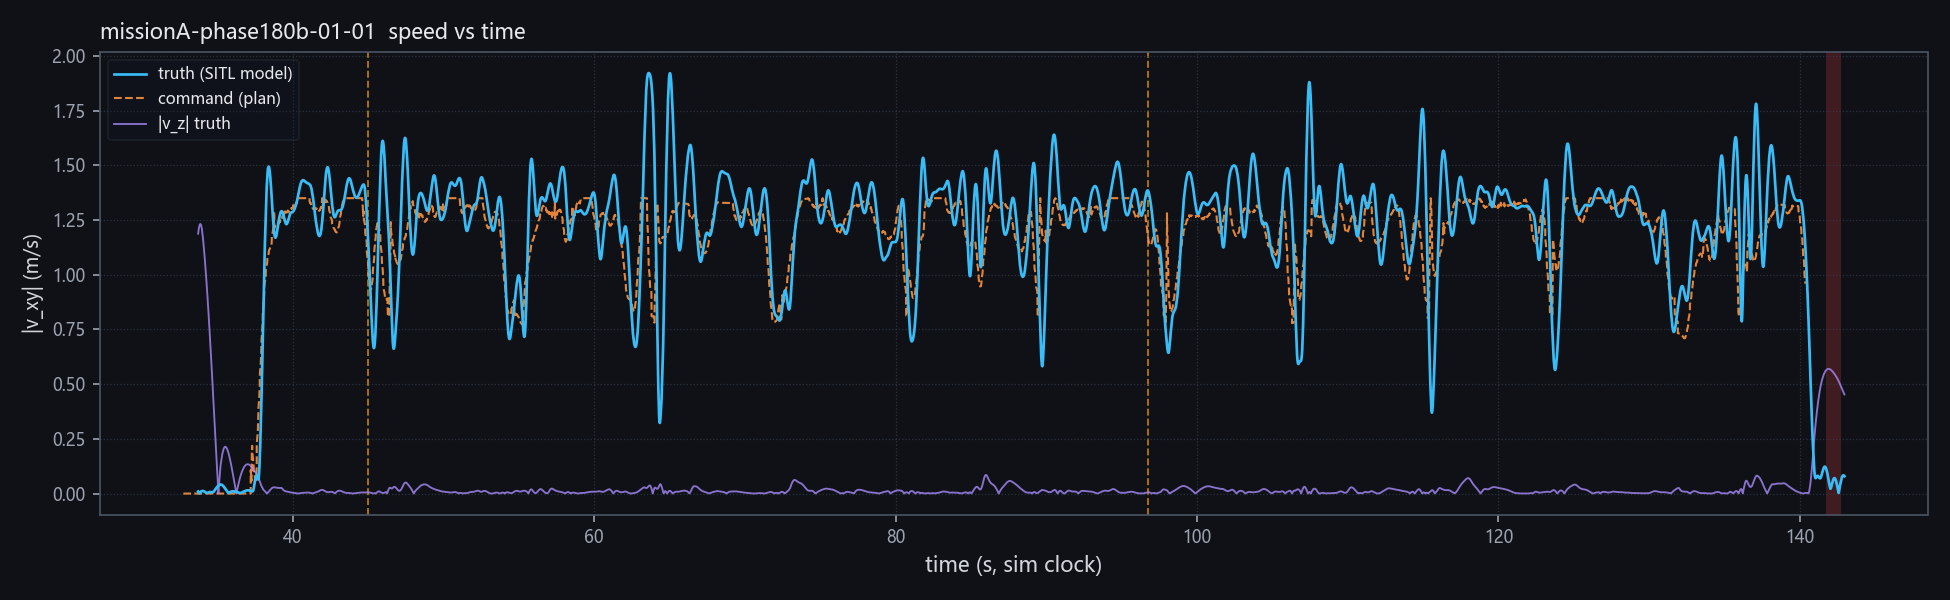 missionA-phase180b-01-01  speed vs time
truth (SITL model)
command (plan)
|v_z| truth
2.00
1.75
1.50
1.25
1.00
0.75
0.50
0.25
0.00
|v_xy| (m/s)
40 60 80 100 120 140
time (s, sim clock)